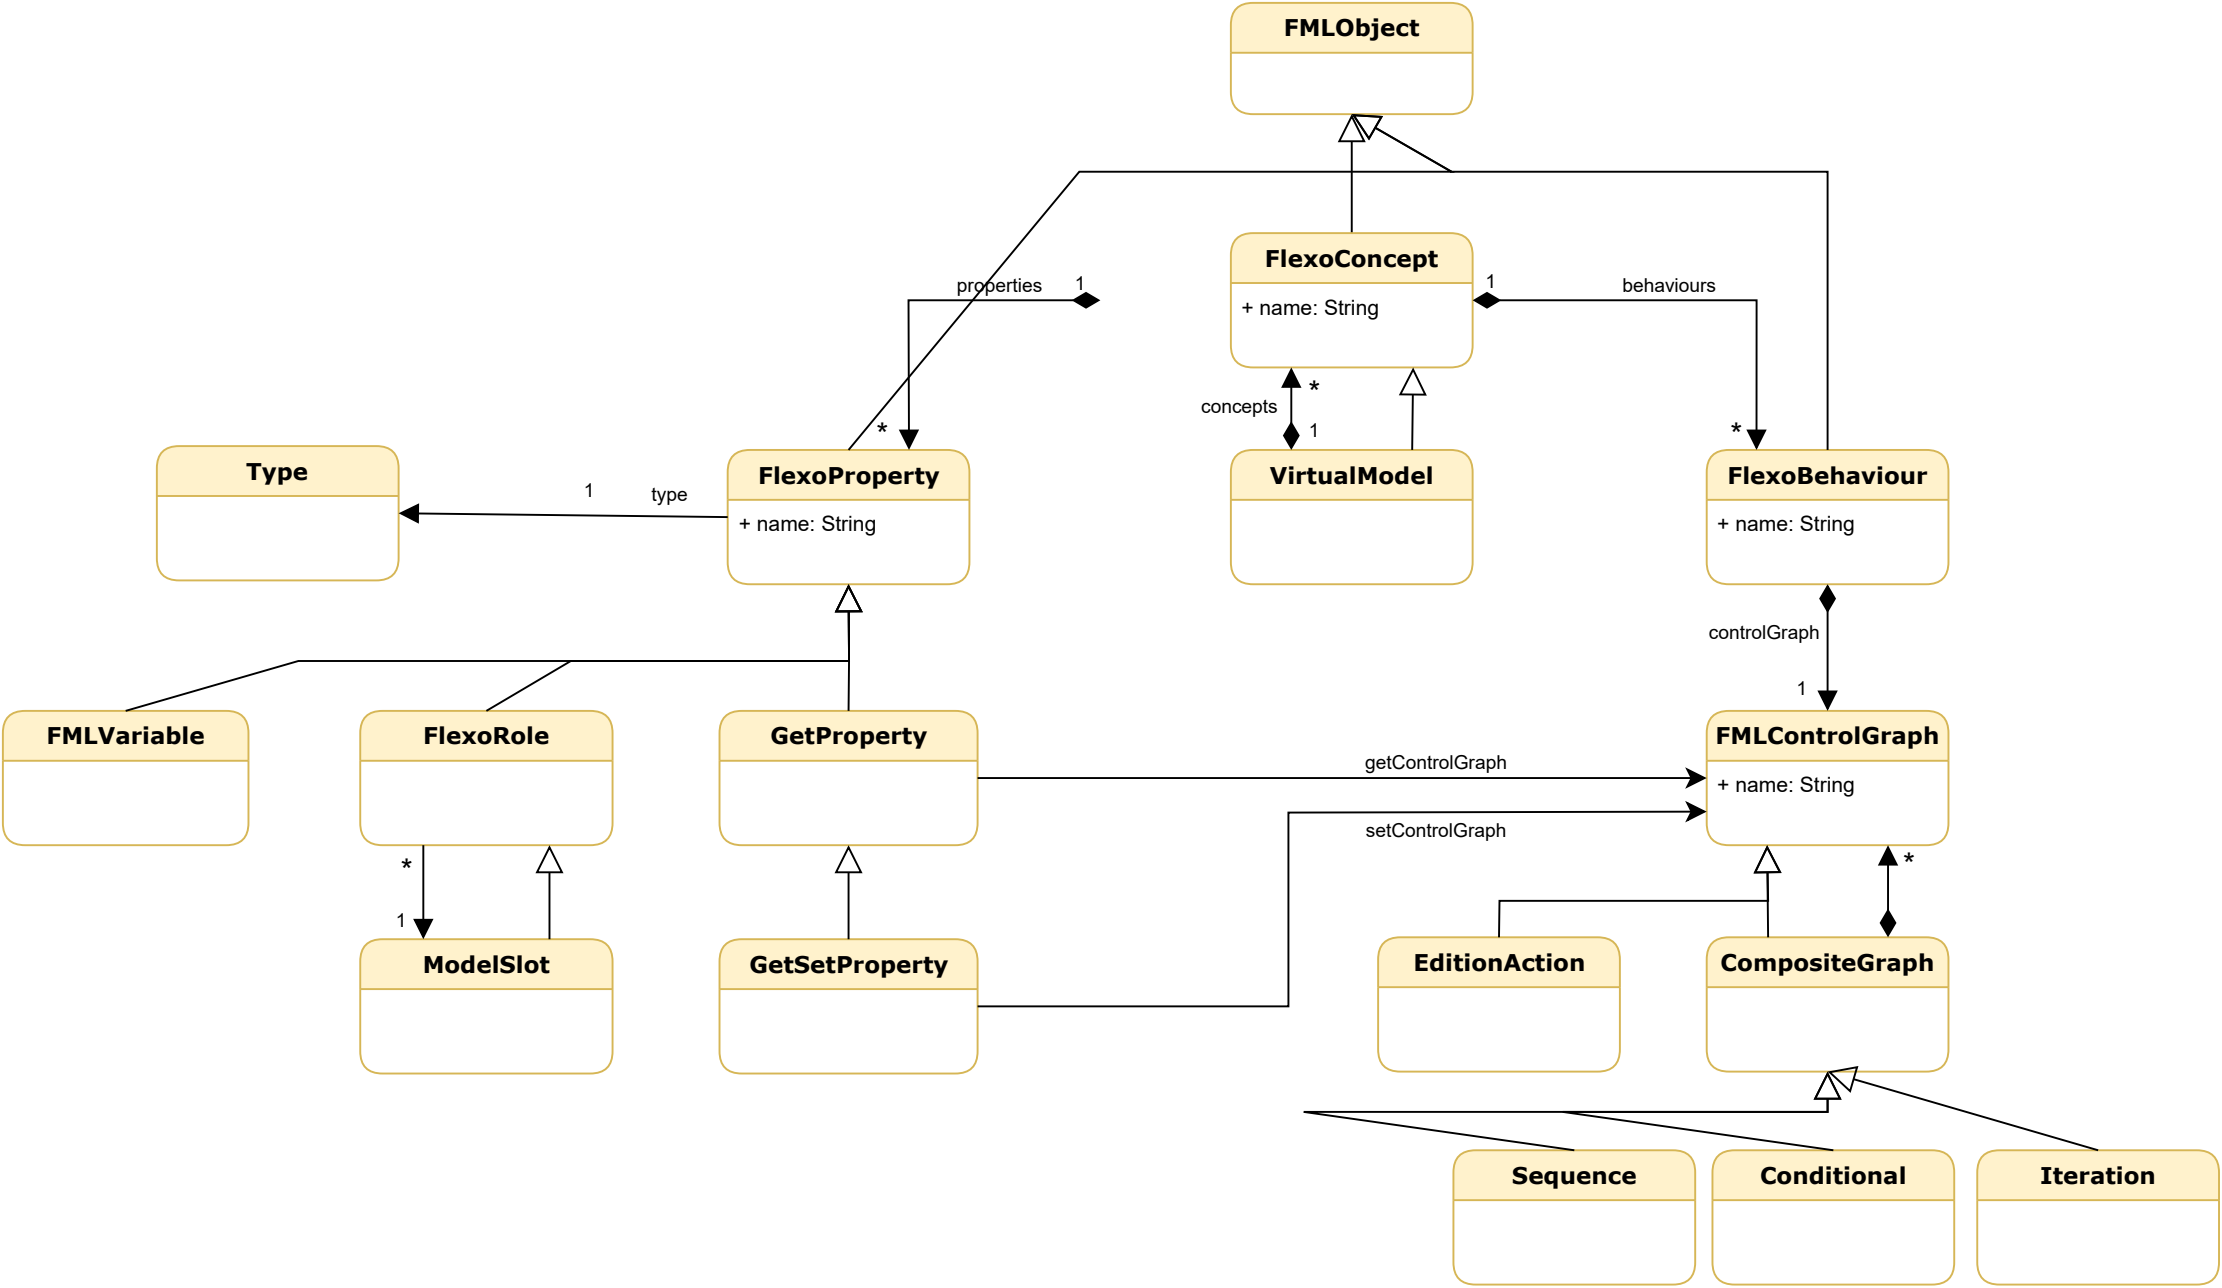 FMLObject
FlexoConcept
+ name: String
properties
1
1
behaviours
*
concepts
1
*
*
Type
1
type
FlexoProperty
+ name: String
VirtualModel
FlexoBehaviour
+ name: String
controlGraph
1
FMLVariable
FlexoRole
GetProperty
getControlGraph
setControlGraph
FMLControlGraph
+ name: String
*
1
*
ModelSlot
GetSetProperty
EditionAction
CompositeGraph
Sequence
Conditional
Iteration